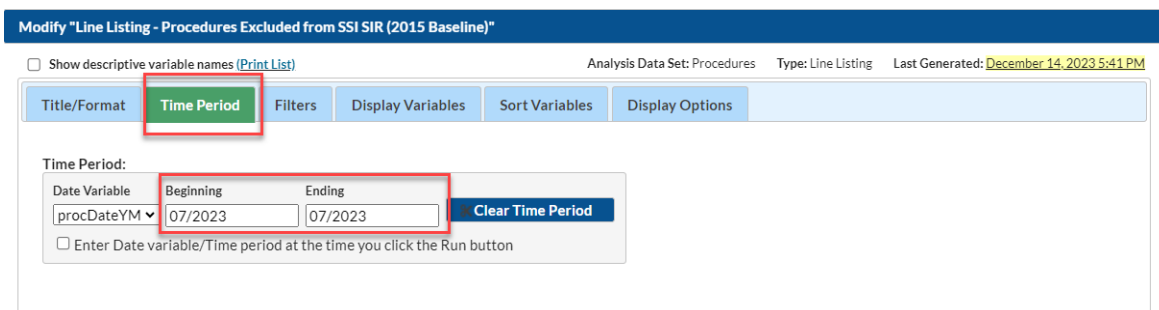 Modify "Line Listing - Procedures Excluded from SSI SIR (2015 Baseline)"
Show descriptive variable names (Print List) Analysis Data Set: Procedures Type: Line Listing Last Generated: December 14, 2023 5:41 PM
Title/Format Time Period Filters Display Variables Sort Variables Display Options
Time Period:
Date Variable Beginning Ending
procDateYM 07/2023 07/2023 Clear Time Period
Enter Date variable/Time period at the time you click the Run button